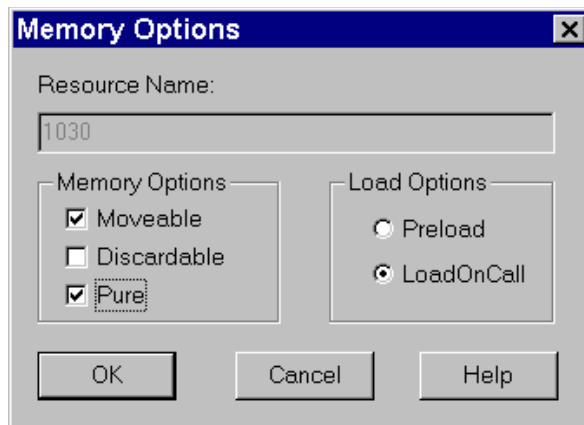 Memory Options
Resource Name:
1030
Memory Options
Load Options
Moveable
Preload
Discardable
LoadOnCall
Pure
OK Cancel Help